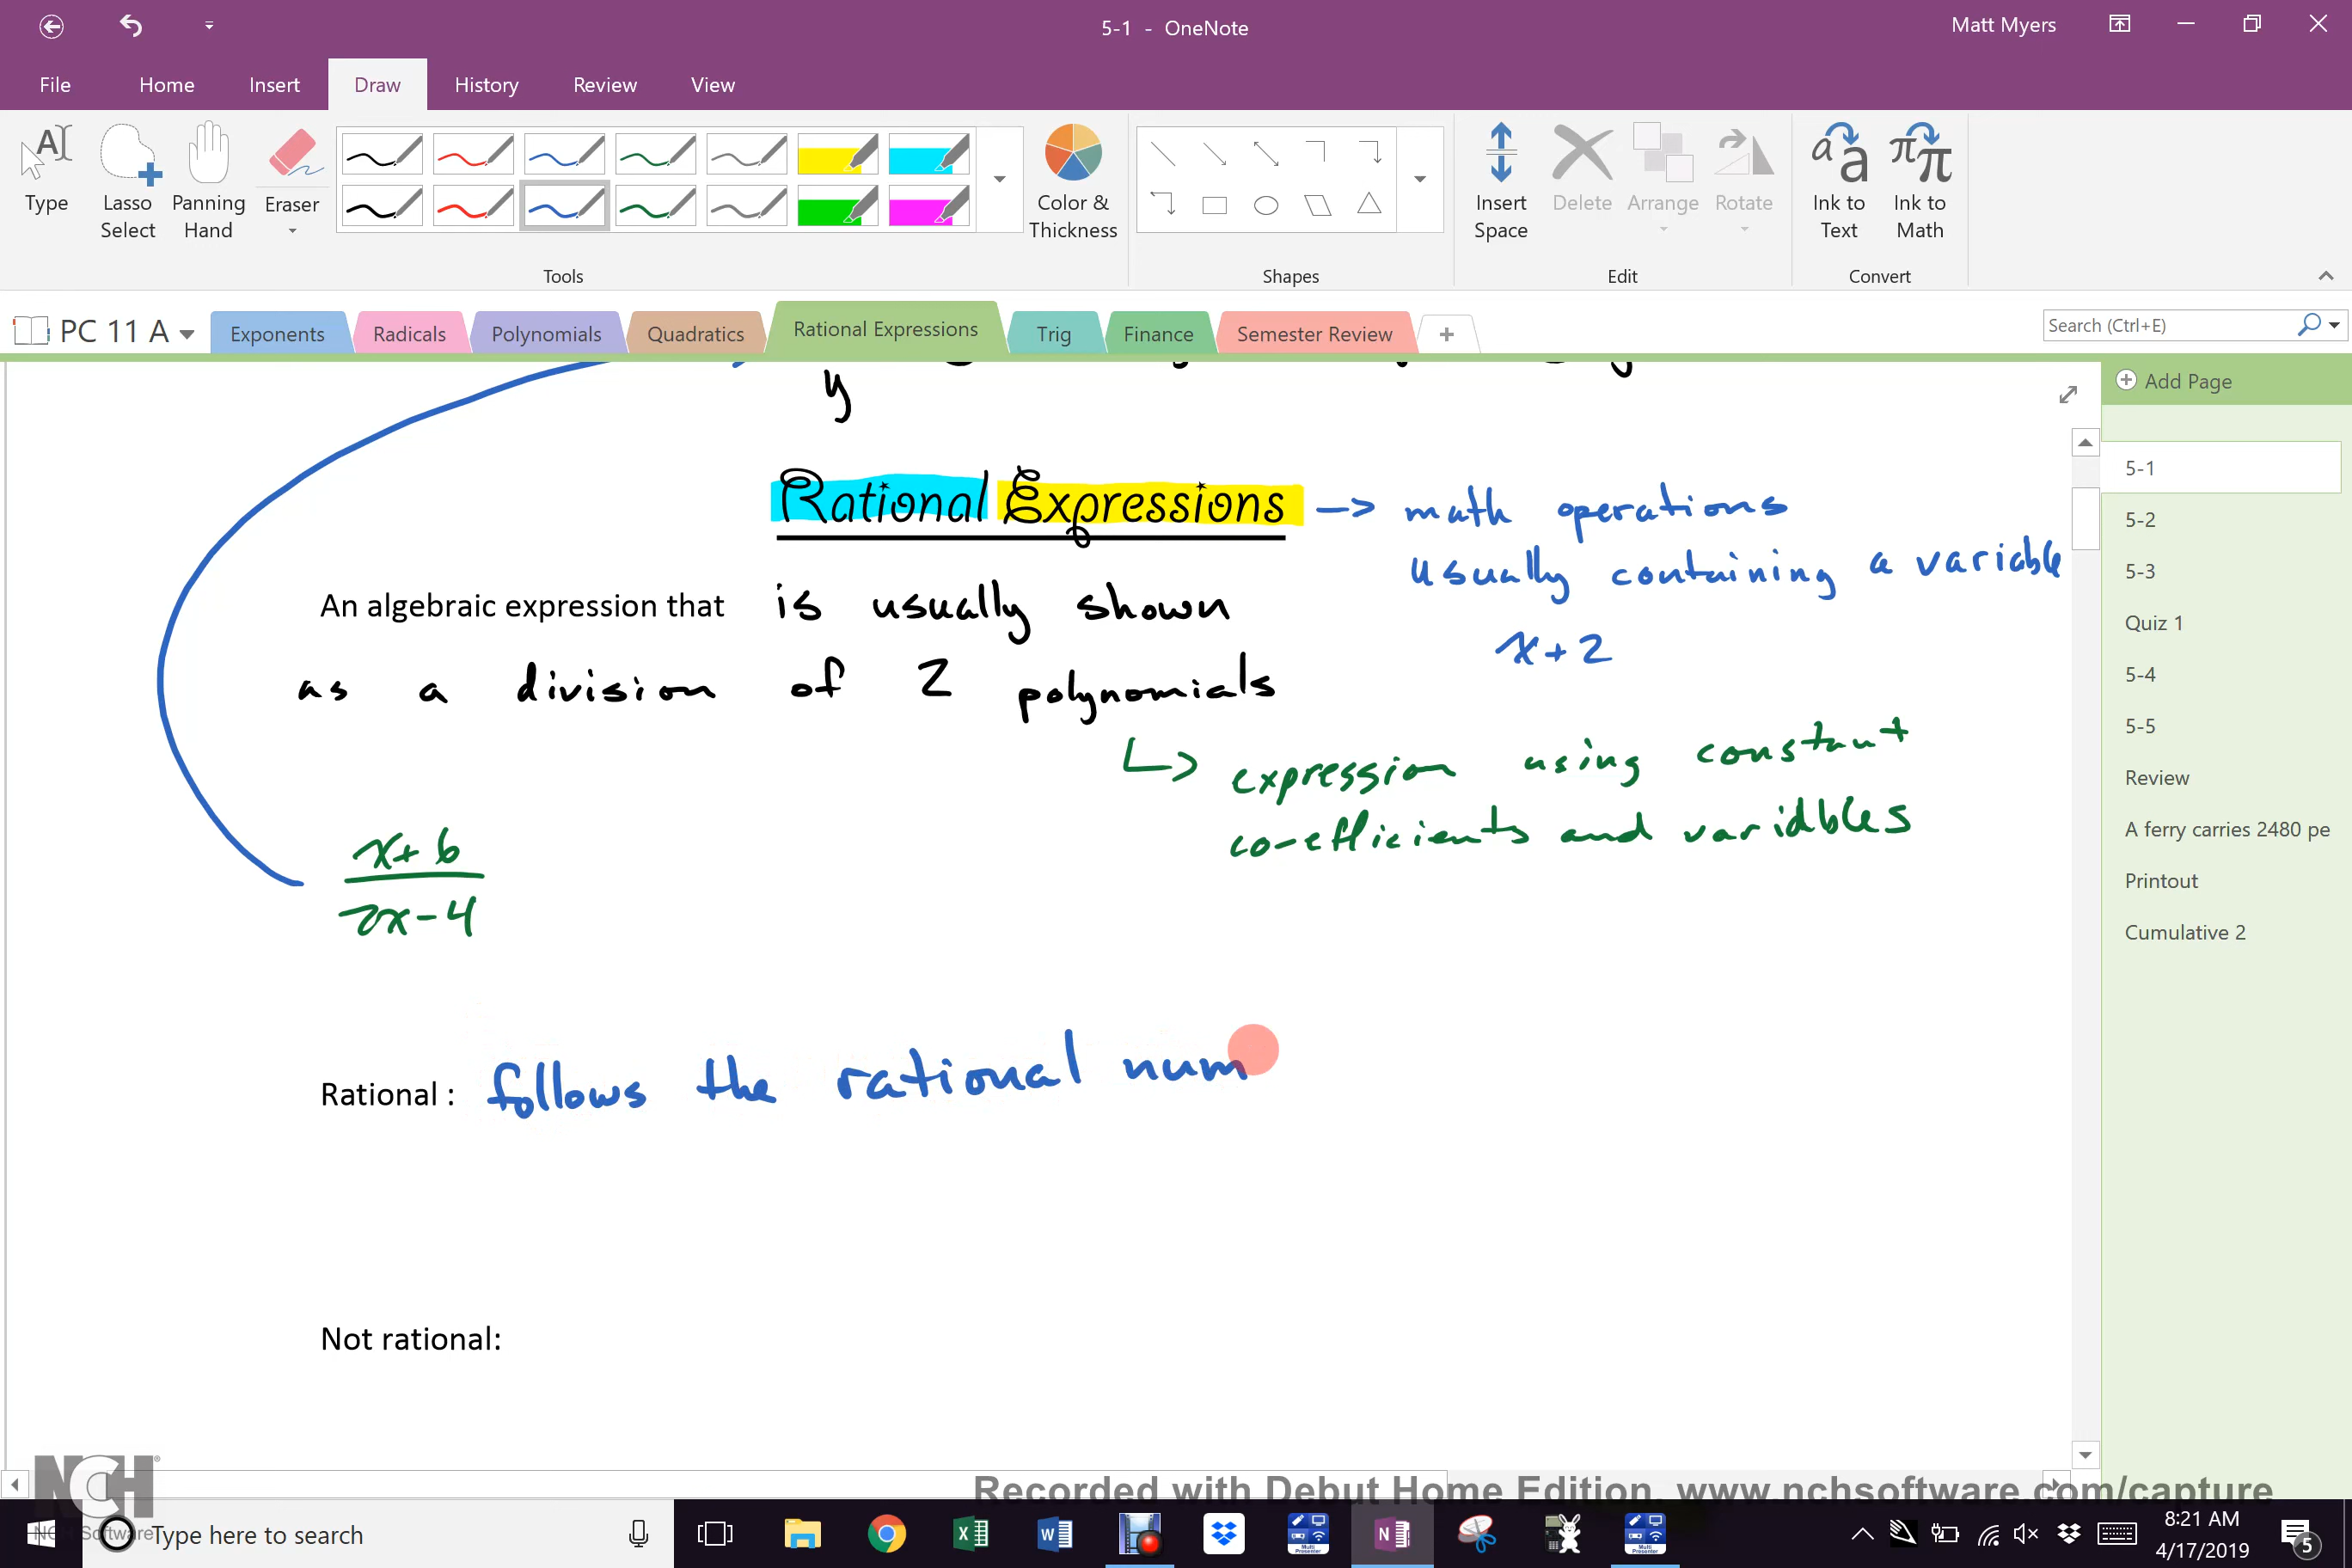 5-1 - OneNote
Matt Myers
File Home Insert Draw History Review View
Type
Lasso Select
Panning Hand
Eraser
Color & Thickness
Insert Space
Delete
Arrange
Rotate
Ink to Text
Ink to Math
Tools
Shapes
Edit
Convert
PC 11 A
Exponents Radicals Polynomials Quadratics Rational Expressions Trig Finance Semester Review
Search (Ctrl+E)
y
Rational Expressions -> math operations
usually containing a variable
x+2
An algebraic expression that is usually shown
as a division of 2 polynomials
↳ expression using constant
co-efficients and variables
x+6
2x-4
Rational : follows the rational num
Not rational:
Add Page
5-1
5-2
5-3
Quiz 1
5-4
5-5
Review
A ferry carries 2480 pe
Printout
Cumulative 2
NCH
NCH Software
Recorded with Debut Home Edition. www.nchsoftware.com/capture
Type here to search
8:21 AM
4/17/2019
5